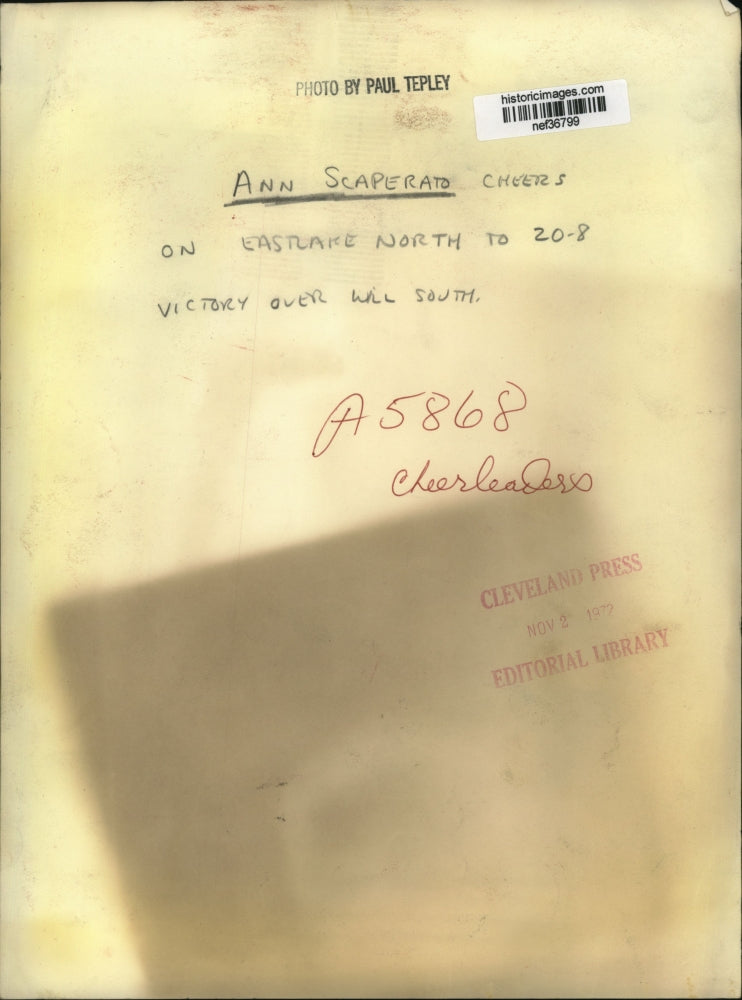 PHOTO BY PAUL TEPLEY
historicimages.com
nef36799
ANN SCAPERATO CHEERS
ON EASTLAKE NORTH TO 20-8
VICTORY OVER WILL SOUTH.
A5868
Cheerleaders
CLEVELAND PRESS
NOV 2 1972
EDITORIAL LIBRARY